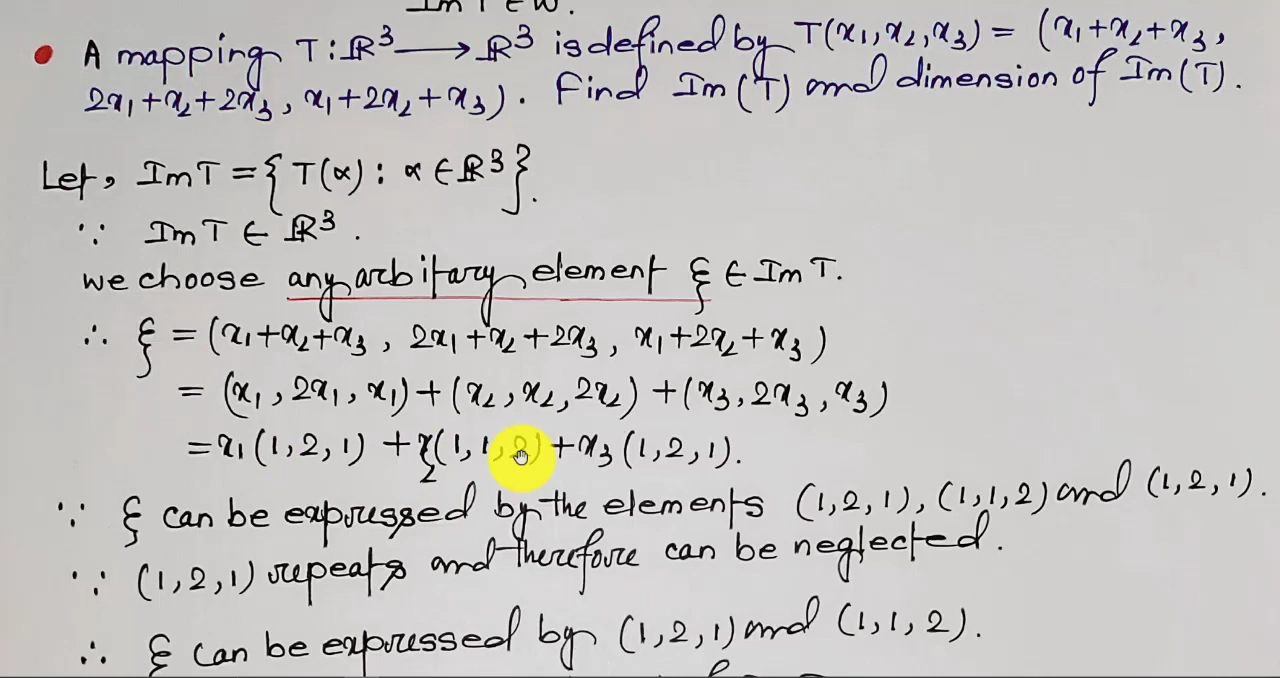 Im T ∈ W.
• A mapping T : ℝ³ → ℝ³ is defined by T(x₁, x₂, x₃) = (x₁+x₂+x₃,
2x₁+x₂+2x₃, x₁+2x₂+x₃). Find Im(T) and dimension of Im(T).
Let, ImT = { T(α) : α ∈ ℝ³ }.
∵ ImT ∈ ℝ³.
we choose any arbitary element ξ ∈ ImT.
∴ ξ = (x₁+x₂+x₃, 2x₁+x₂+2x₃, x₁+2x₂+x₃)
= (x₁, 2x₁, x₁) + (x₂, x₂, 2x₂) + (x₃, 2x₃, x₃)
= x₁(1,2,1) + x₂(1,1,2) + x₃(1,2,1).
∵ ξ can be expressed by the elements (1,2,1), (1,1,2) and (1,2,1).
∵ (1,2,1) repeats and therefore can be neglected.
∴ ξ can be expressed by (1,2,1) and (1,1,2).